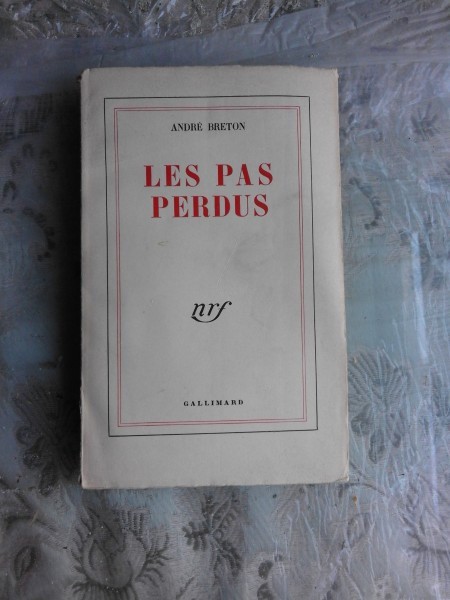 ANDRÉ BRETON
LES PAS
PERDUS
nrf
GALLIMARD